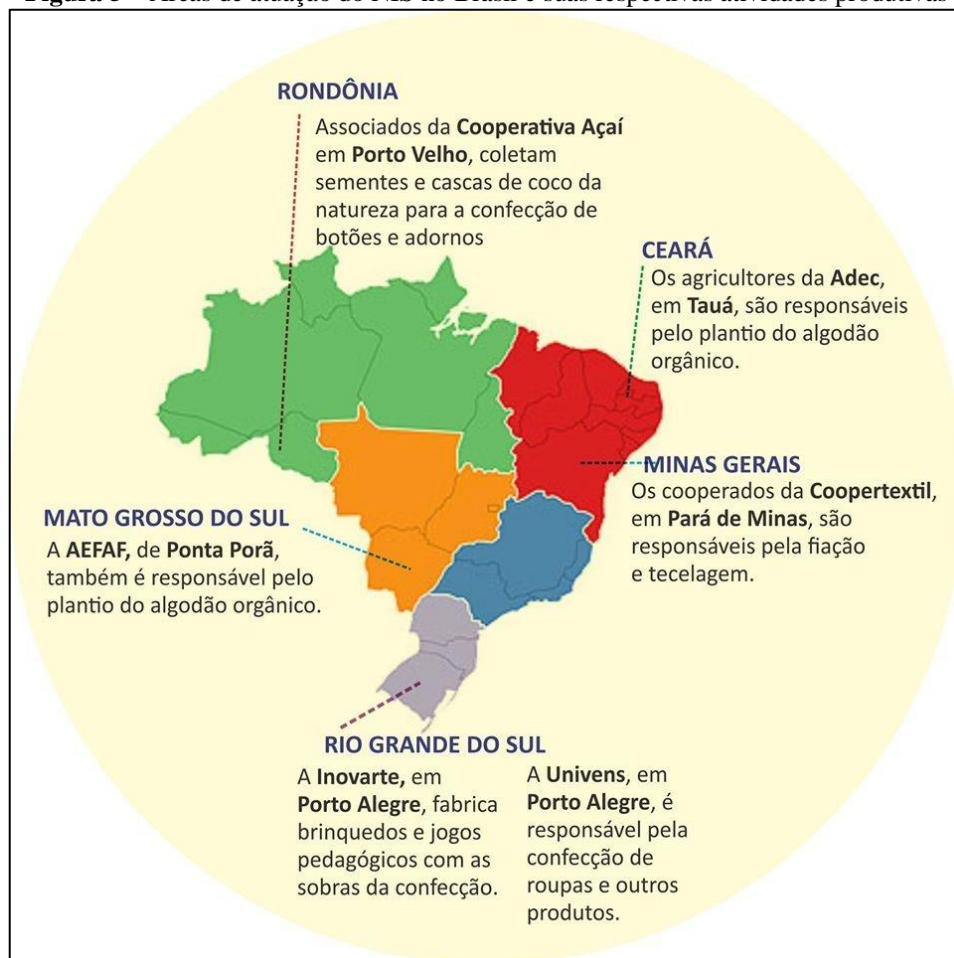 RONDÔNIA
Associados da Cooperativa Açaí
em Porto Velho, coletam
sementes e cascas de coco da
natureza para a confecção de
botões e adornos
CEARÁ
Os agricultores da Adec,
em Tauá, são responsáveis
pelo plantio do algodão
orgânico.
MINAS GERAIS
Os cooperados da Coopertextil,
em Pará de Minas, são
responsáveis pela fiação
e tecelagem.
MATO GROSSO DO SUL
A AEFAF, de Ponta Porã,
também é responsável pelo
plantio do algodão orgânico.
RIO GRANDE DO SUL
A Inovarte, em
Porto Alegre, fabrica
brinquedos e jogos
pedagógicos com as
sobras da confecção.
A Univens, em
Porto Alegre, é
responsável pela
confecção de
roupas e outros
produtos.